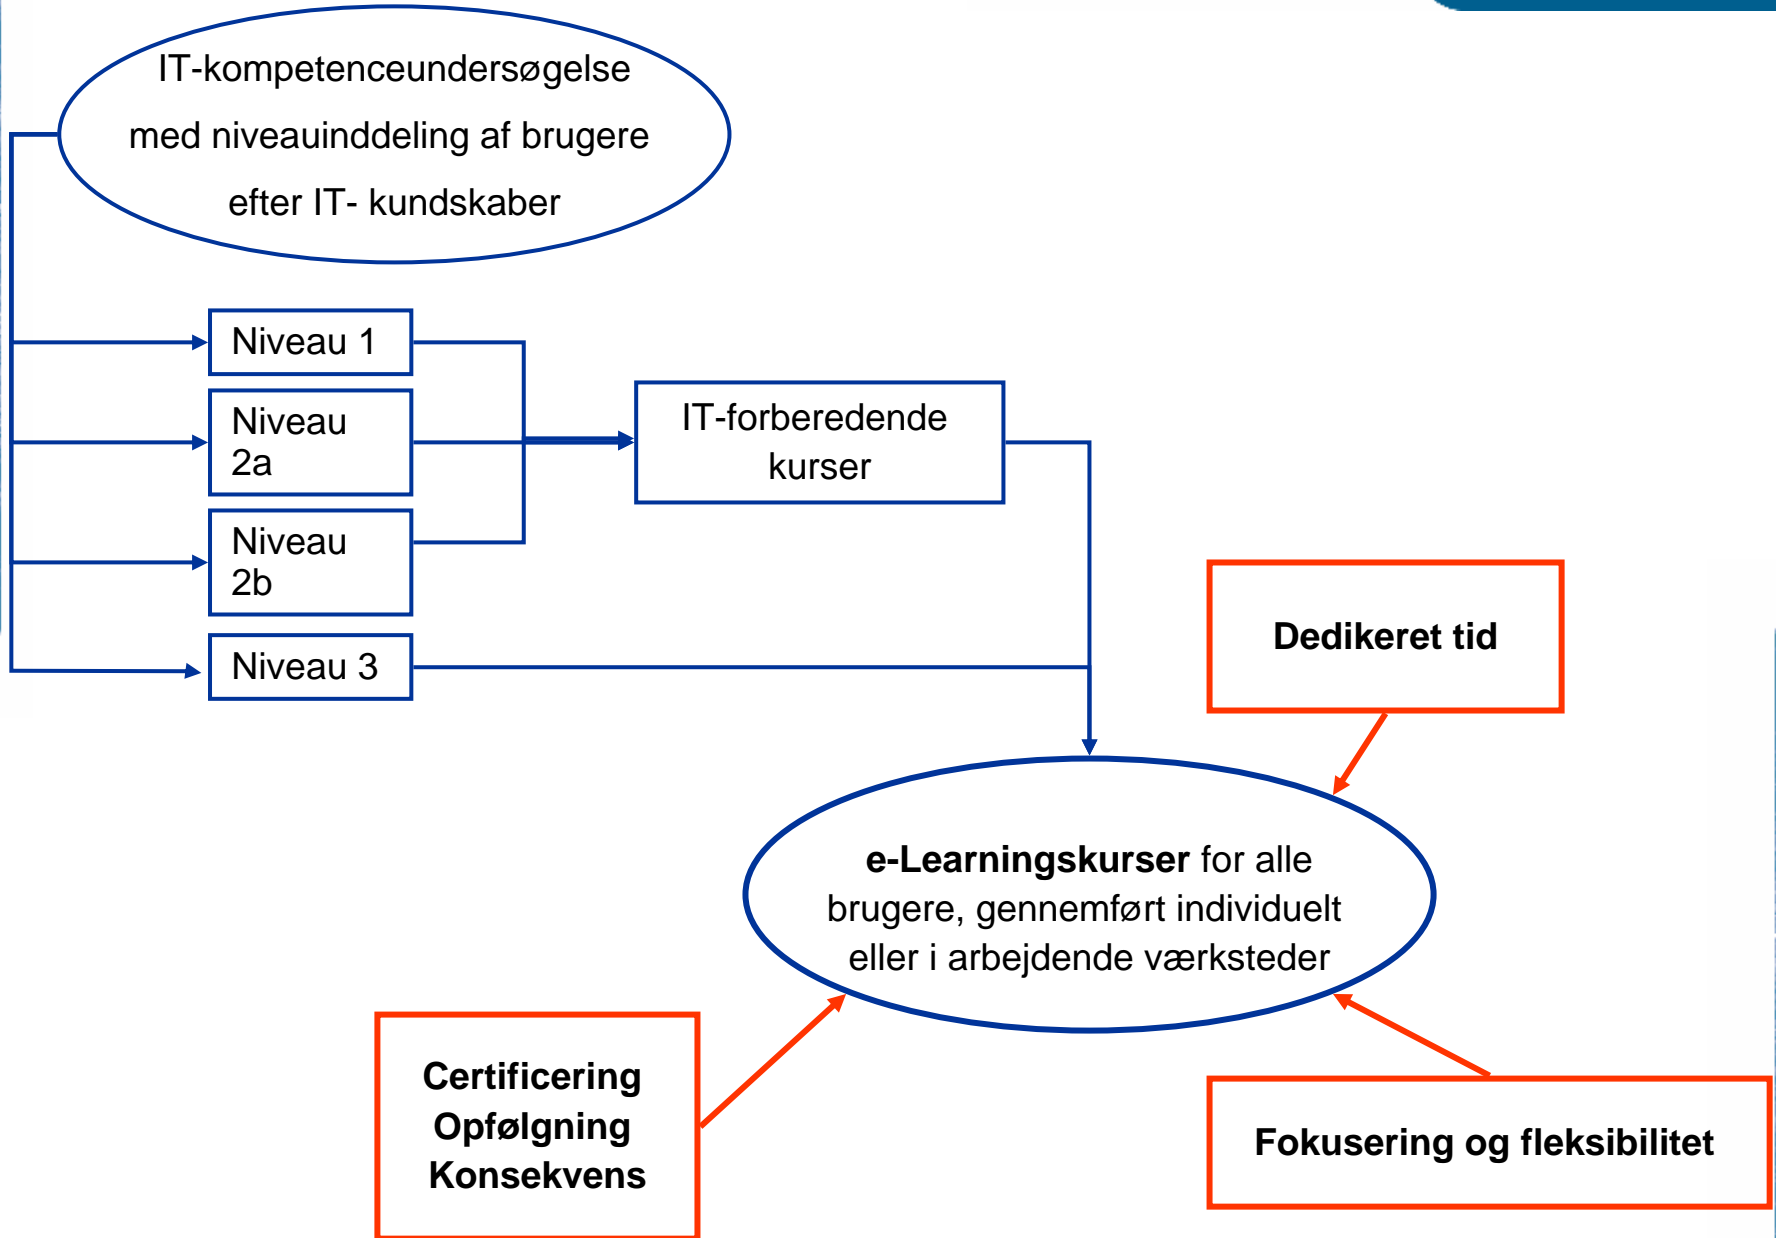 IT-kompetenceundersøgelse
med niveauinddeling af brugere
efter IT- kundskaber
Niveau 1
Niveau
2a
Niveau
2b
Niveau 3
IT-forberedende
kurser
Dedikeret tid
e-Learningskurser for alle
brugere, gennemført individuelt
eller i arbejdende værksteder
Certificering
Opfølgning
Konsekvens
Fokusering og fleksibilitet